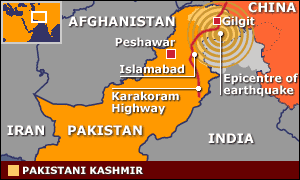 CHINA
AFGHANISTAN
Gilgit
Peshawar
Islamabad
Epicentre of
earthquake
Karakoram
Highway
IRAN
PAKISTAN
INDIA
PAKISTANI KASHMIR